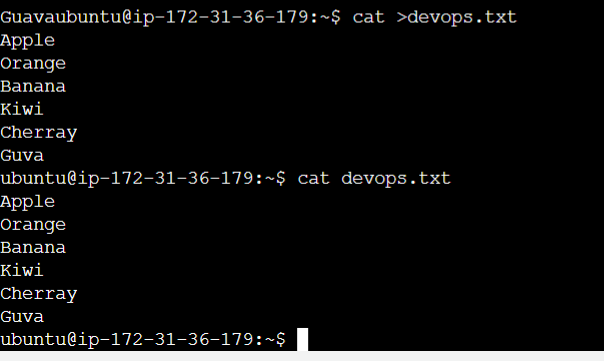 Guavaubuntu@ip-172-31-36-179:~$ cat >devops.txt
Apple
Orange
Banana
Kiwi
Cherray
Guva
ubuntu@ip-172-31-36-179:~$ cat devops.txt
Apple
Orange
Banana
Kiwi
Cherray
Guva
ubuntu@ip-172-31-36-179:~$